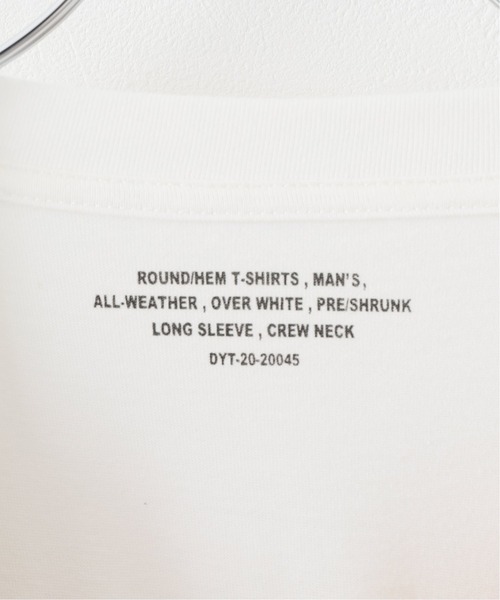 ROUND/HEM T-SHIRTS , MAN'S ,
ALL-WEATHER , OVER WHITE , PRE/SHRUNK
LONG SLEEVE , CREW NECK
DYT-20-20045